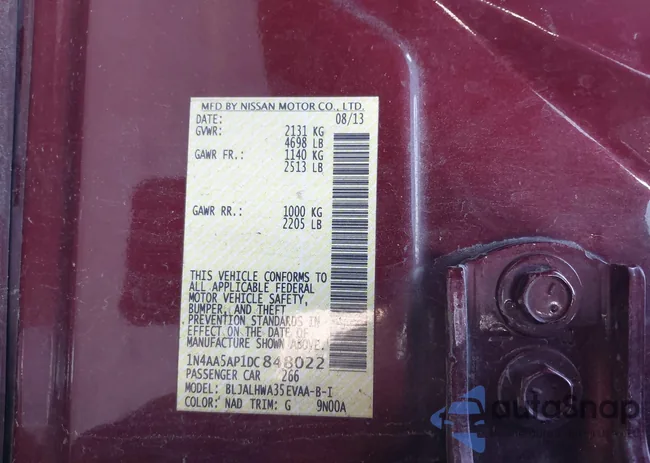 MFD BY NISSAN MOTOR CO., LTD.
DATE: 08/13
GVWR: 2131 KG
4698 LB
GAWR FR.: 1140 KG
2513 LB
GAWR RR.: 1000 KG
2205 LB
THIS VEHICLE CONFORMS TO
ALL APPLICABLE FEDERAL
MOTOR VEHICLE SAFETY,
BUMPER, AND THEFT
PREVENTION STANDARDS IN
EFFECT ON THE DATE OF
MANUFACTURE SHOWN ABOVE.
1N4AA5AP1DC848022
PASSENGER CAR 266
MODEL: BLJALHWA35EVAA-B-I
COLOR: NAD TRIM: G 9N00A
autoSnap